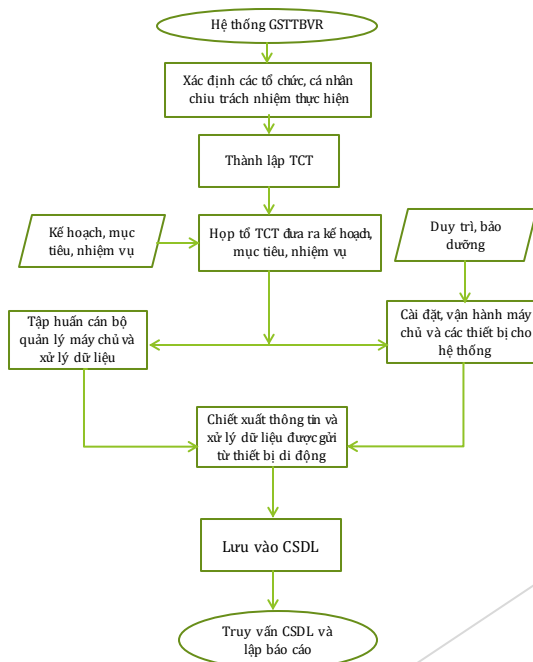 Hệ thống GSTTBVR
Xác định các tổ chức, cá nhân
chiu trách nhiệm thực hiện
Thành lập TCT
Kế hoạch, mục
tiêu, nhiệm vụ
Họp tổ TCT đưa ra kế hoạch,
mục tiêu, nhiệm vụ
Duy trì, bảo
dưỡng
Tập huấn cán bộ
quản lý máy chủ và
xử lý dữ liệu
Cài đặt, vận hành máy
chủ và các thiết bị cho
hệ thống
Chiết xuất thông tin và
xử lý dữ liệu được gửi
từ thiết bị di động
Lưu vào CSDL
Truy vấn CSDL và
lập báo cáo